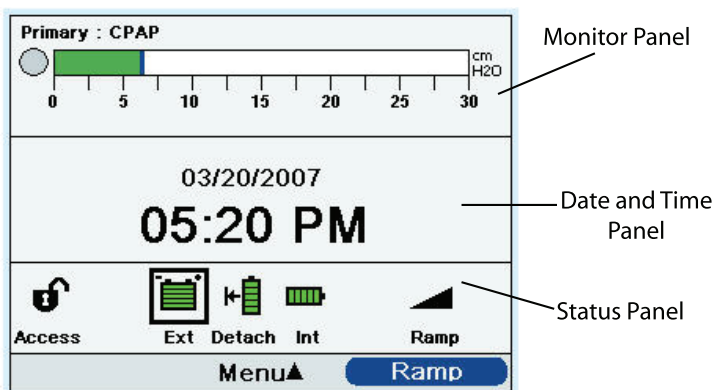 Primary : CPAP
cm
H2O
0 5 10 15 20 25 30
Monitor Panel
03/20/2007
05:20 PM
Date and Time
Panel
Access Ext Detach Int Ramp
Status Panel
Menu▲ Ramp